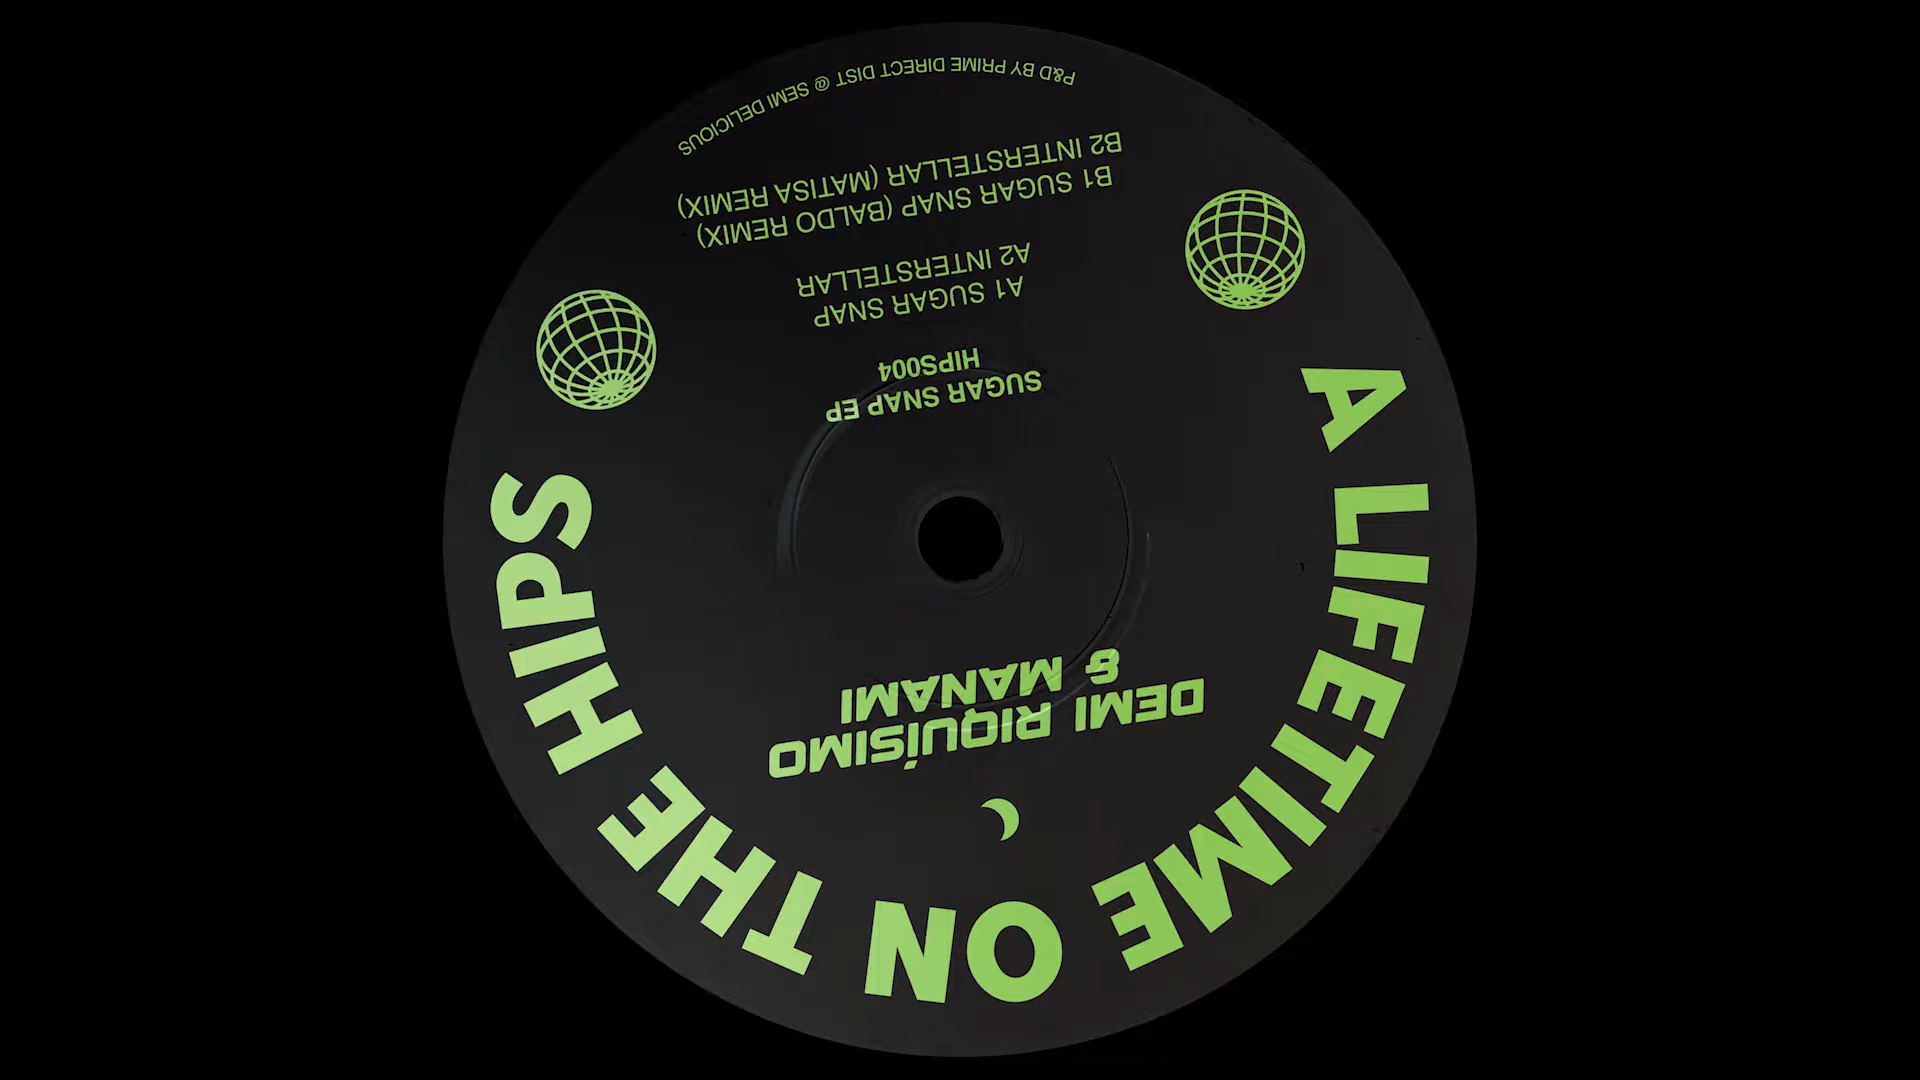 A LIFETIME ON THE HIPS
DEMI RIQUÍSIMO
& MANAMI
SUGAR SNAP EP
HIPS004
A1 SUGAR SNAP
A2 INTERSTELLAR
B1 SUGAR SNAP (BALDO REMIX)
B2 INTERSTELLAR (MATISA REMIX)
P&D BY PRIME DIRECT DIST @ SEMI DELICIOUS